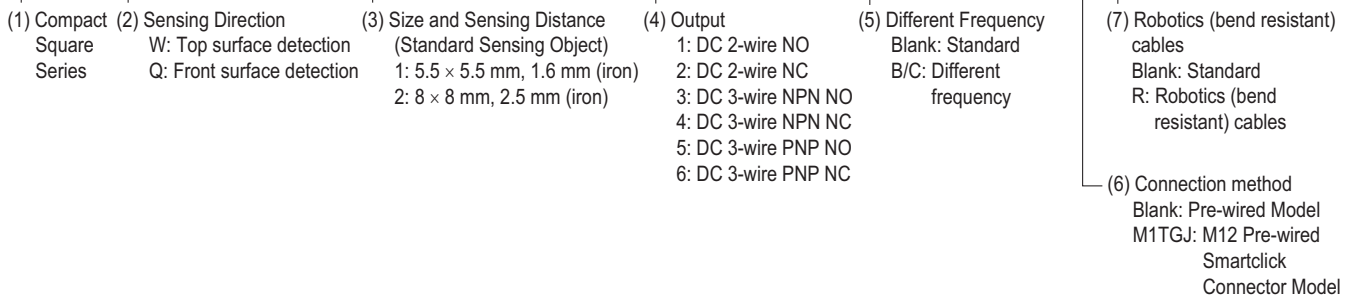 (1) Compact
Square
Series
(2) Sensing Direction
W: Top surface detection
Q: Front surface detection
(3) Size and Sensing Distance
(Standard Sensing Object)
1: 5.5 × 5.5 mm, 1.6 mm (iron)
2: 8 × 8 mm, 2.5 mm (iron)
(4) Output
1: DC 2-wire NO
2: DC 2-wire NC
3: DC 3-wire NPN NO
4: DC 3-wire NPN NC
5: DC 3-wire PNP NO
6: DC 3-wire PNP NC
(5) Different Frequency
Blank: Standard
B/C: Different
frequency
(7) Robotics (bend resistant)
cables
Blank: Standard
R: Robotics (bend
resistant) cables
(6) Connection method
Blank: Pre-wired Model
M1TGJ: M12 Pre-wired
Smartclick
Connector Model